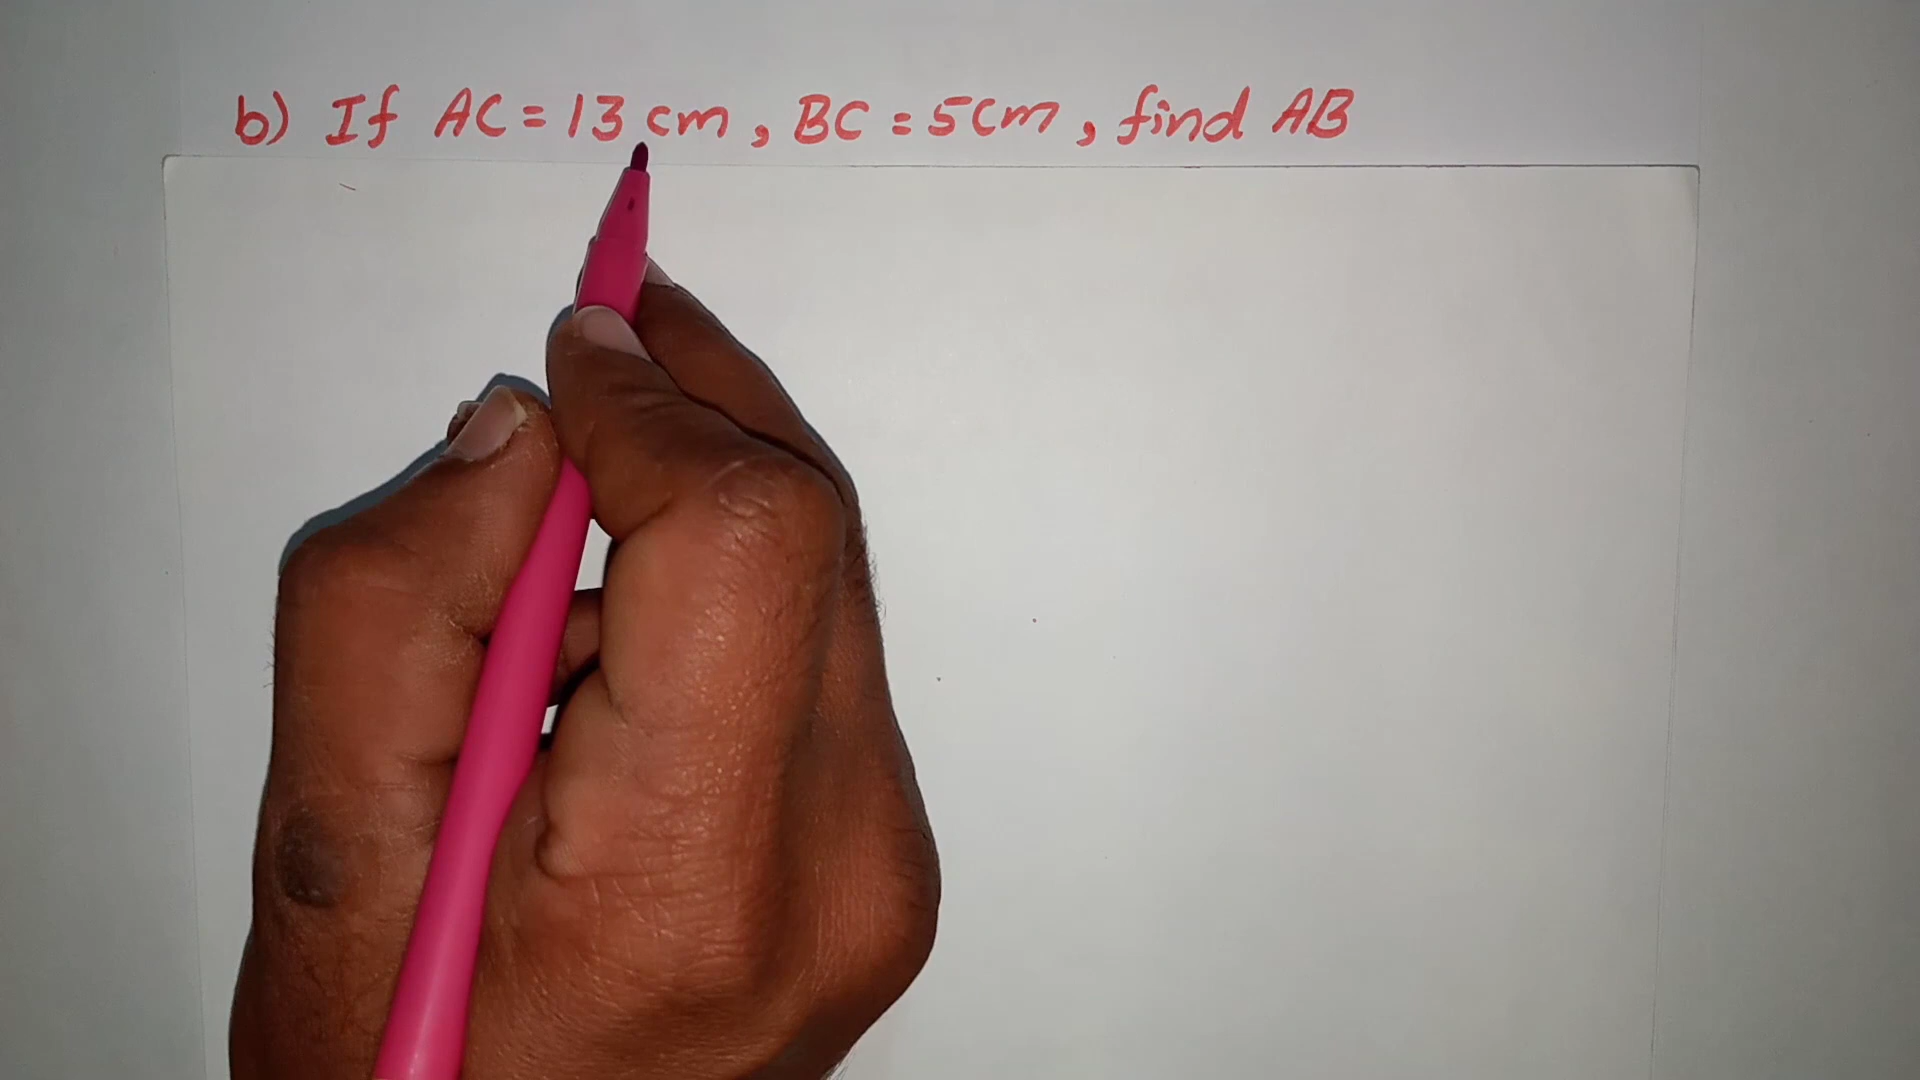 b) If AC = 13 cm, BC = 5cm, find AB